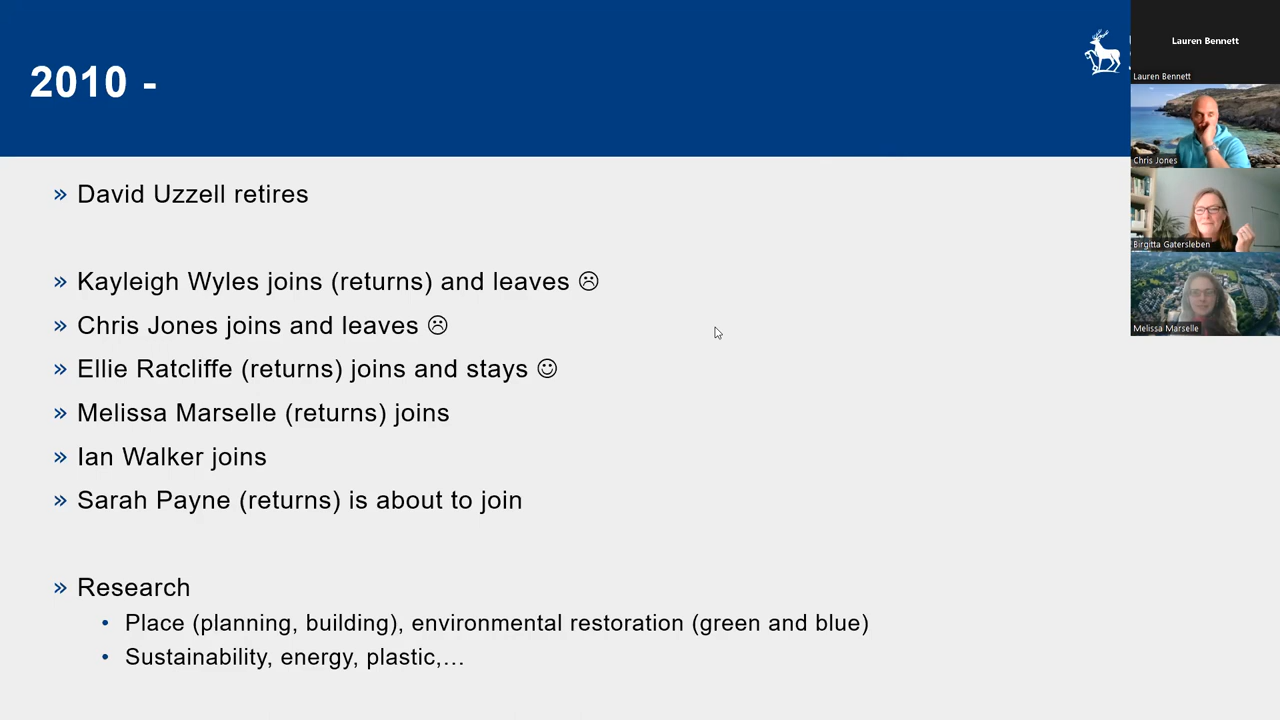 2010 -
» David Uzzell retires
» Kayleigh Wyles joins (returns) and leaves ☹
» Chris Jones joins and leaves ☹
» Ellie Ratcliffe (returns) joins and stays ☺
» Melissa Marselle (returns) joins
» Ian Walker joins
» Sarah Payne (returns) is about to join
» Research
• Place (planning, building), environmental restoration (green and blue)
• Sustainability, energy, plastic,…
Lauren Bennett
Lauren Bennett
Chris Jones
Birgitta Gatersleben
Melissa Marselle